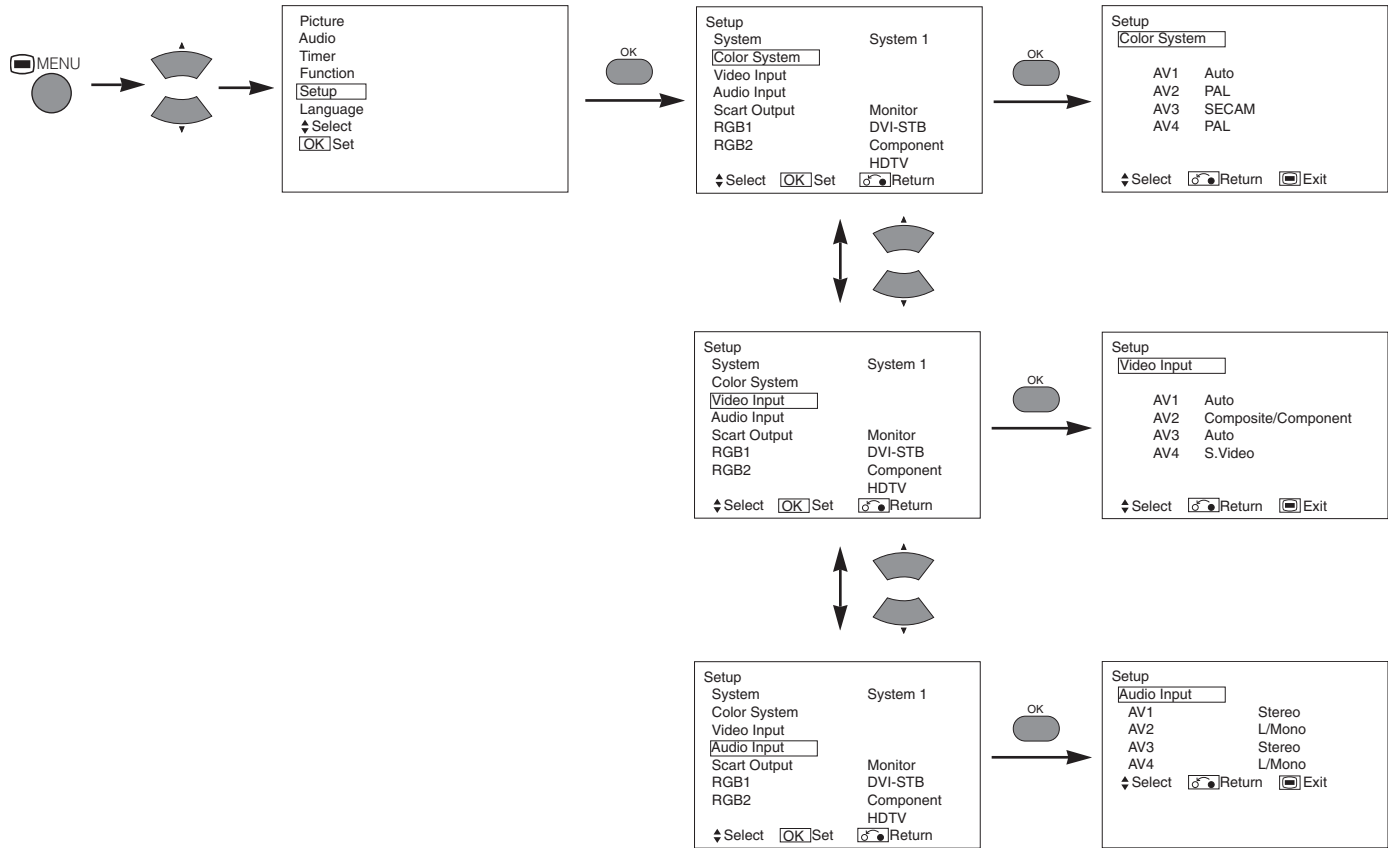 MENU
Picture
Audio
Timer
Function
Setup
Language
Select
OK Set
OK
Setup
System System 1
Color System
Video Input
Audio Input
Scart Output Monitor
RGB1 DVI-STB
RGB2 Component
HDTV
Select OK Set Return
OK
Setup
Color System
AV1 Auto
AV2 PAL
AV3 SECAM
AV4 PAL
Select Return Exit
Setup
System System 1
Color System
Video Input
Audio Input
Scart Output Monitor
RGB1 DVI-STB
RGB2 Component
HDTV
Select OK Set Return
OK
Setup
Video Input
AV1 Auto
AV2 Composite/Component
AV3 Auto
AV4 S.Video
Select Return Exit
Setup
System System 1
Color System
Video Input
Audio Input
Scart Output Monitor
RGB1 DVI-STB
RGB2 Component
HDTV
Select OK Set Return
OK
Setup
Audio Input
AV1 Stereo
AV2 L/Mono
AV3 Stereo
AV4 L/Mono
Select Return Exit